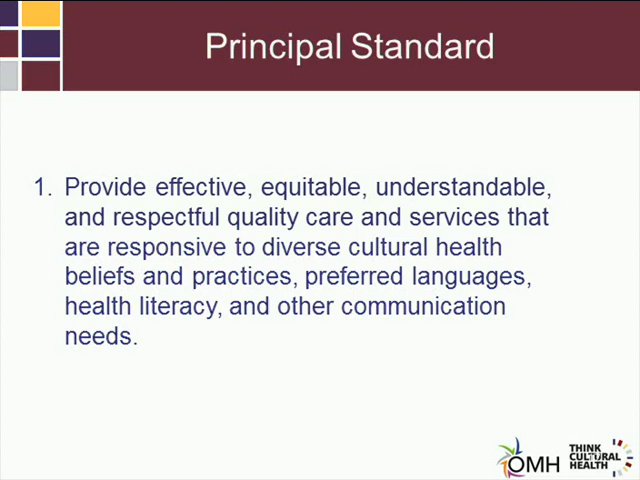 Principal Standard
1. Provide effective, equitable, understandable,
and respectful quality care and services that
are responsive to diverse cultural health
beliefs and practices, preferred languages,
health literacy, and other communication
needs.
OMH
THINK
CULTURAL
HEALTH